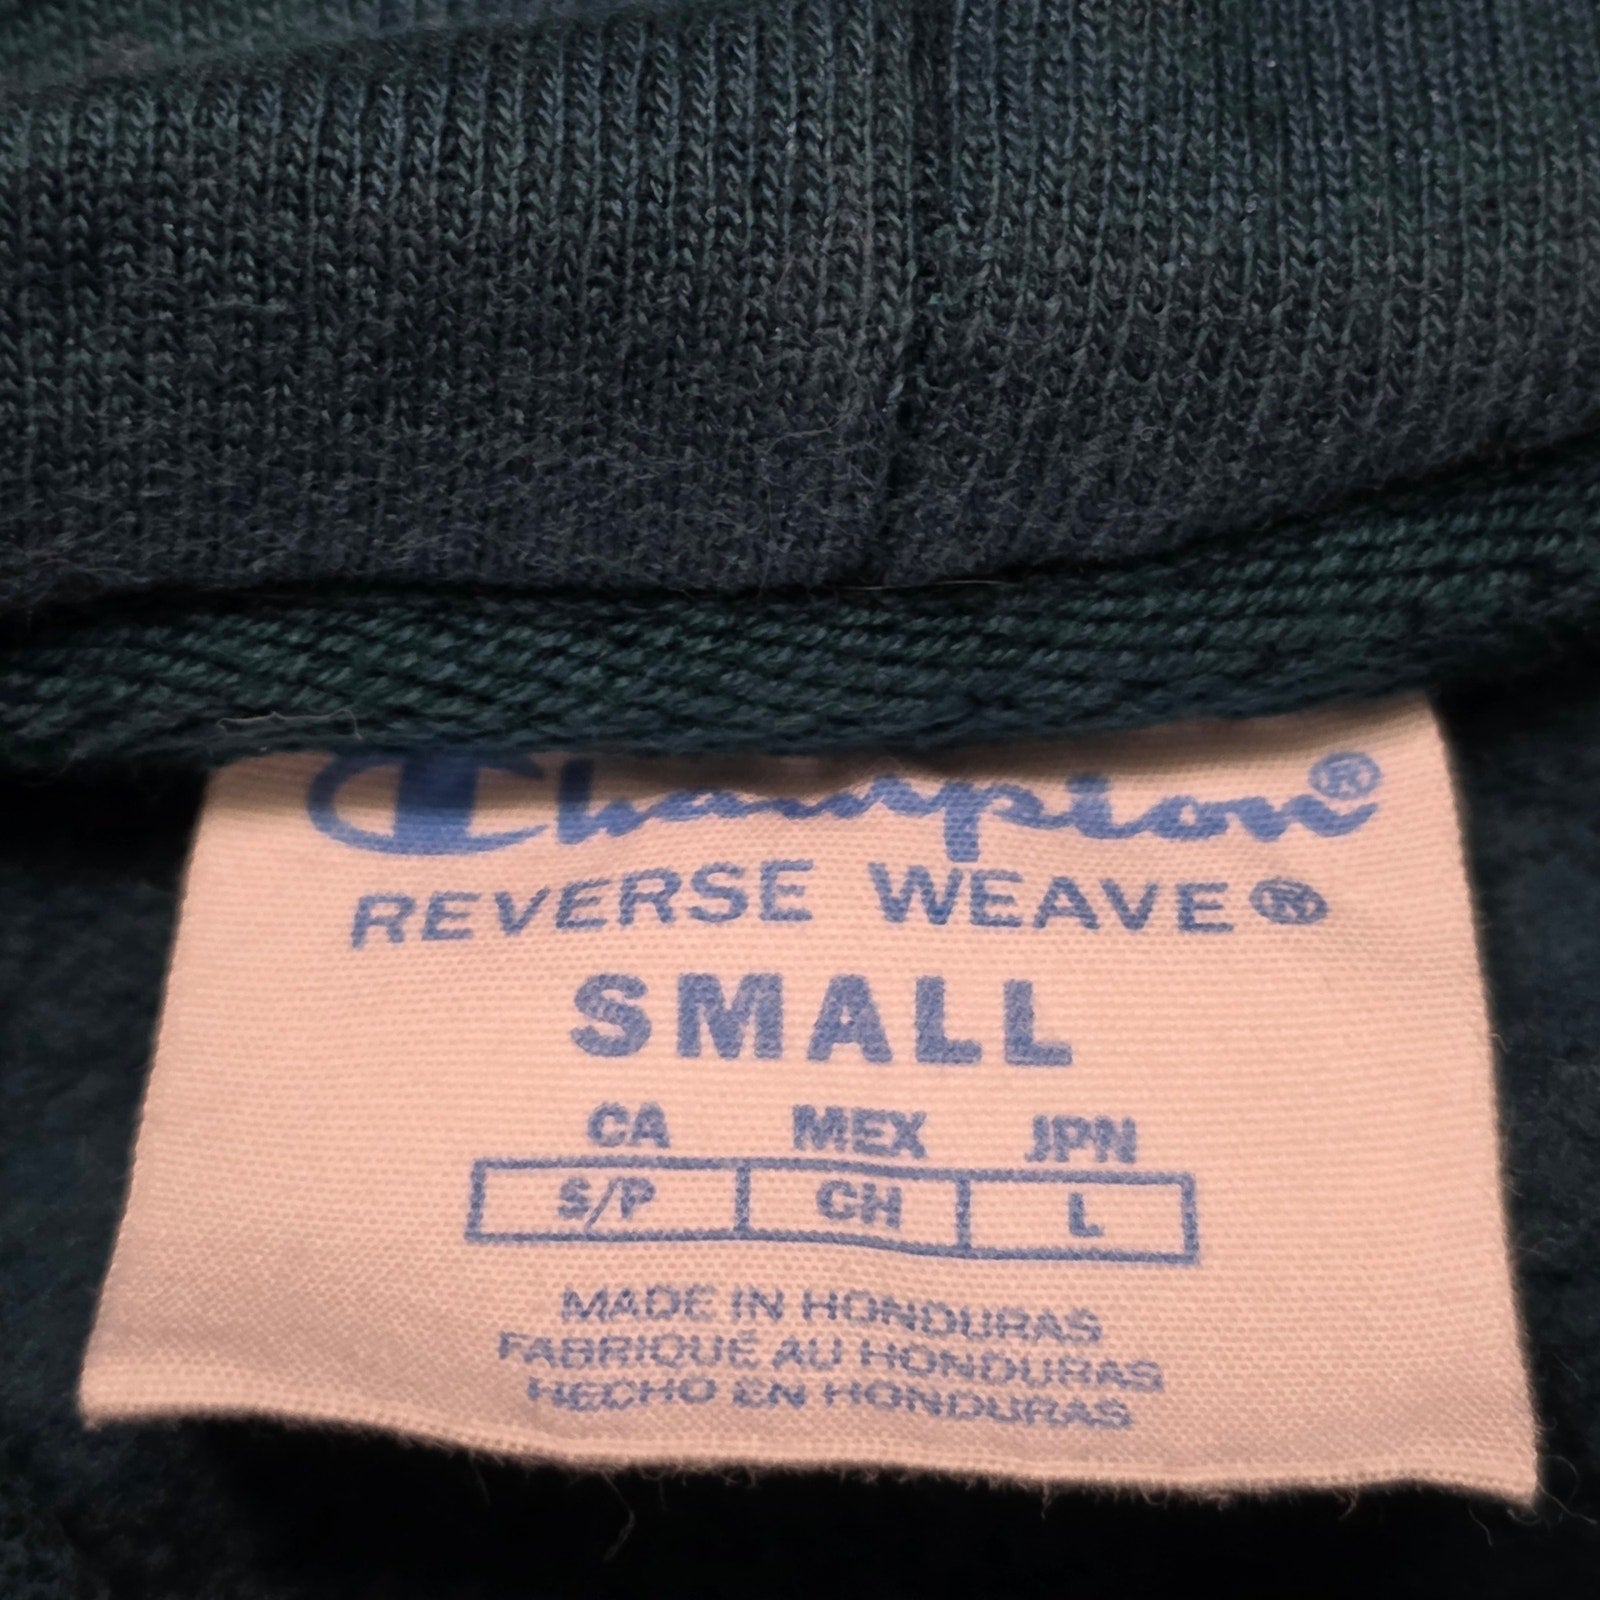 Champion®
REVERSE WEAVE®
SMALL
CA MEX JPN
S/P CH L
MADE IN HONDURAS
FABRIQUÉ AU HONDURAS
HECHO EN HONDURAS